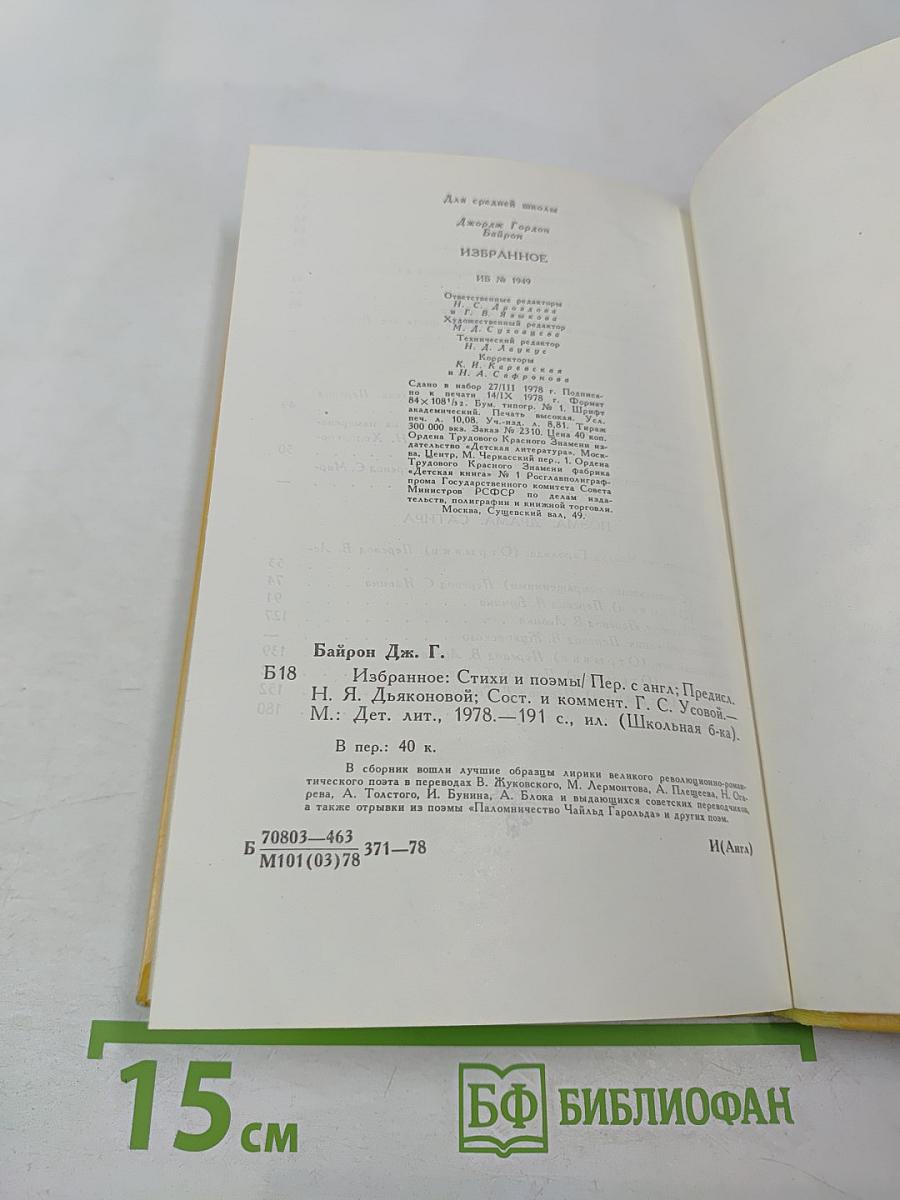 Для средней школы
Джордж Гордон
Байрон
ИЗБРАННОЕ
ИБ № 1949
Ответственные редакторы
Н. С. Дроздова
и Г. В. Языкова
Художественный редактор
М. Д. Суховцева
Технический редактор
Н. Д. Лаукус
Корректоры
К. И. Каревская
и Н. А. Сафронова
Сдано в набор 27/III 1978 г. Подписа-
но к печати 14/IX 1978 г. Формат
84×108¹/₃₂. Бум. типогр. № 1. Шрифт
академический. Печать высокая. Усл.
печ. л. 10,08. Уч.-изд. л. 8,81. Тираж
300 000 экз. Заказ № 2310. Цена 40 коп.
Ордена Трудового Красного Знамени из-
дательство «Детская литература». Моск-
ва, Центр, М. Черкасский пер., 1. Ордена
Трудового Красного Знамени фабрика
«Детская книга» № 1 Росглавполиграф-
прома Государственного комитета Совета
Министров РСФСР по делам изда-
тельств, полиграфии и книжной торговли.
Москва, Сущевский вал, 49.
Байрон Дж. Г.
Б18 Избранное: Стихи и поэмы/ Пер. с англ; Предисл.
Н. Я. Дьяконовой; Сост. и коммент. Г. С. Усовой.—
М.: Дет. лит., 1978.—191 с., ил. (Школьная б-ка).
В пер.: 40 к.
В сборник вошли лучшие образцы лирики великого революционно-роман-
тического поэта в переводах В. Жуковского, М. Лермонтова, А. Плещеева, Н. Ога-
рева, А. Толстого, И. Бунина, А. Блока и выдающихся советских переводчиков,
а также отрывки из поэмы «Паломничество Чайльд Гарольда» и других поэм.
Б 70803—463
М101(03)78 371—78 И(Англ)
15 см БФ БИБЛИОФАН